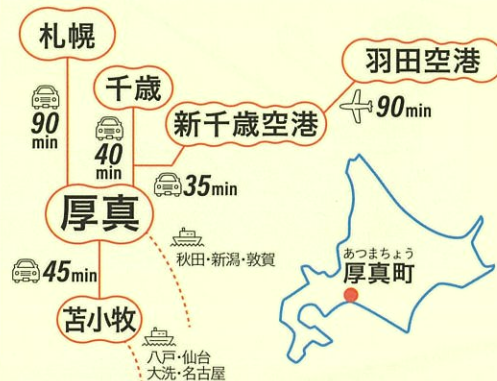 札幌
羽田空港
千歳
90min
90
min
新千歳空港
40
min
35min
厚真
秋田・新潟・敦賀
45min
苫小牧
八戸・仙台
大洗・名古屋
あつまちょう
厚真町